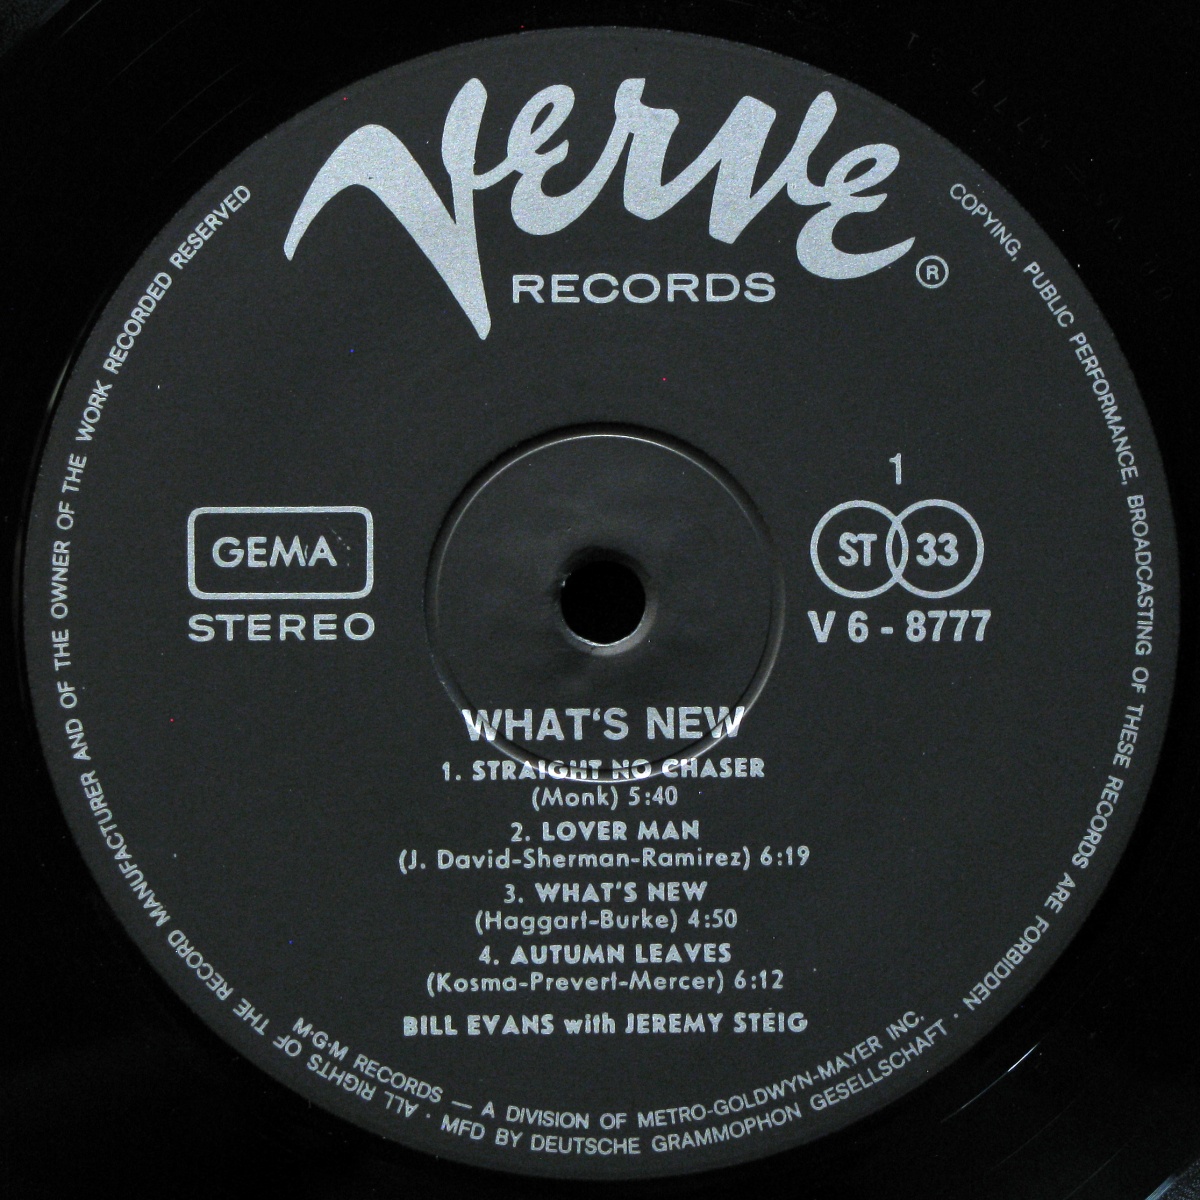 Verve
RECORDS
®
GEMA
STEREO
1
ST 33
V 6 - 8777
WHAT'S NEW
1. STRAIGHT NO CHASER
(Monk) 5:40
2. LOVER MAN
(J. David-Sherman-Ramirez) 6:19
3. WHAT'S NEW
(Haggart-Burke) 4:50
4. AUTUMN LEAVES
(Kosma-Prevert-Mercer) 6:12
BILL EVANS with JEREMY STEIG
M·G·M RECORDS — A DIVISION OF METRO-GOLDWYN-MAYER INC.
MFD BY DEUTSCHE GRAMMOPHON GESELLSCHAFT · ALL RIGHTS OF THE RECORD MANUFACTURER AND OF THE OWNER OF THE WORK RECORDED RESERVED
COPYING, PUBLIC PERFORMANCE, BROADCASTING OF THESE RECORDS ARE FORBIDDEN ·